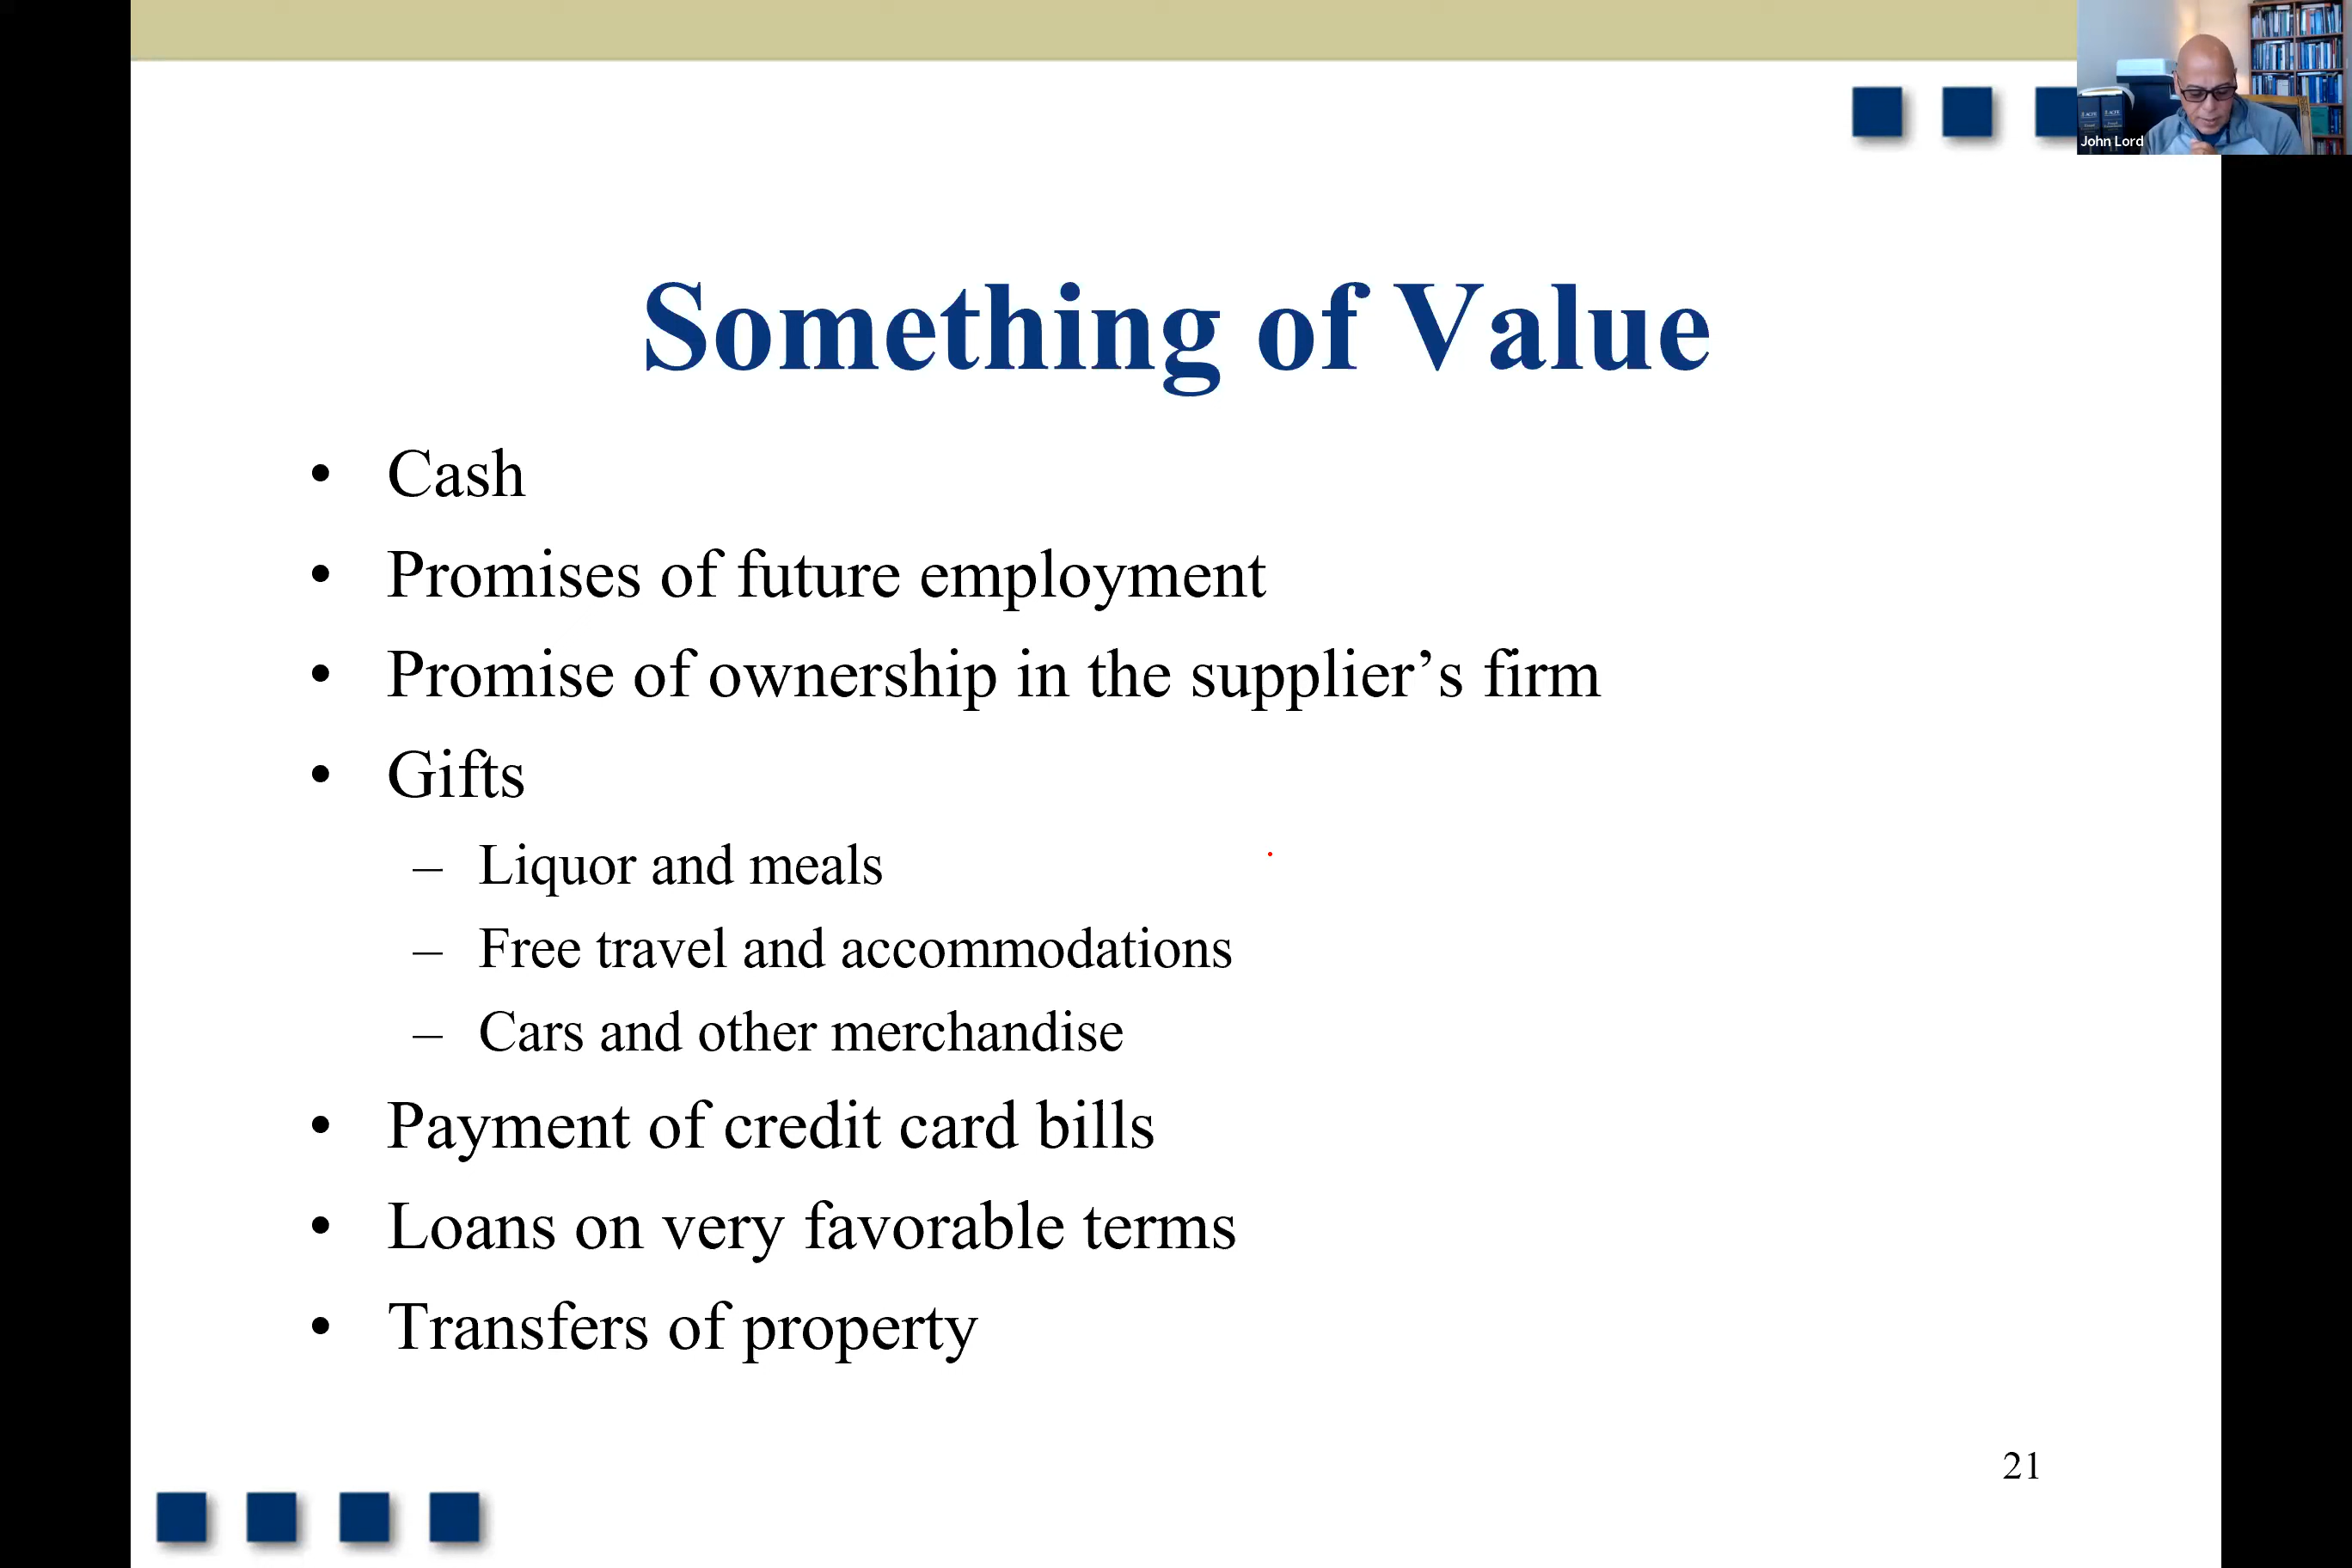 John Lord
Something of Value
• Cash
• Promises of future employment
• Promise of ownership in the supplier’s firm
• Gifts
– Liquor and meals
– Free travel and accommodations
– Cars and other merchandise
• Payment of credit card bills
• Loans on very favorable terms
• Transfers of property
21